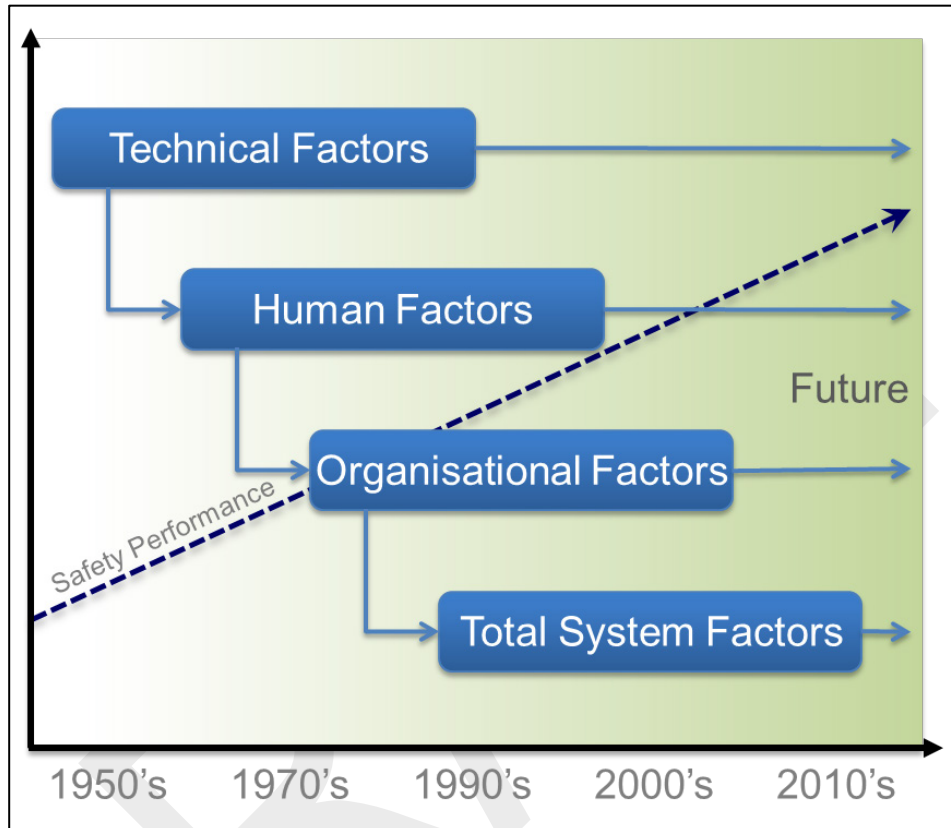 Technical Factors
Human Factors
Future
Organisational Factors
Safety Performance
Total System Factors
1950's 1970's 1990's 2000's 2010's